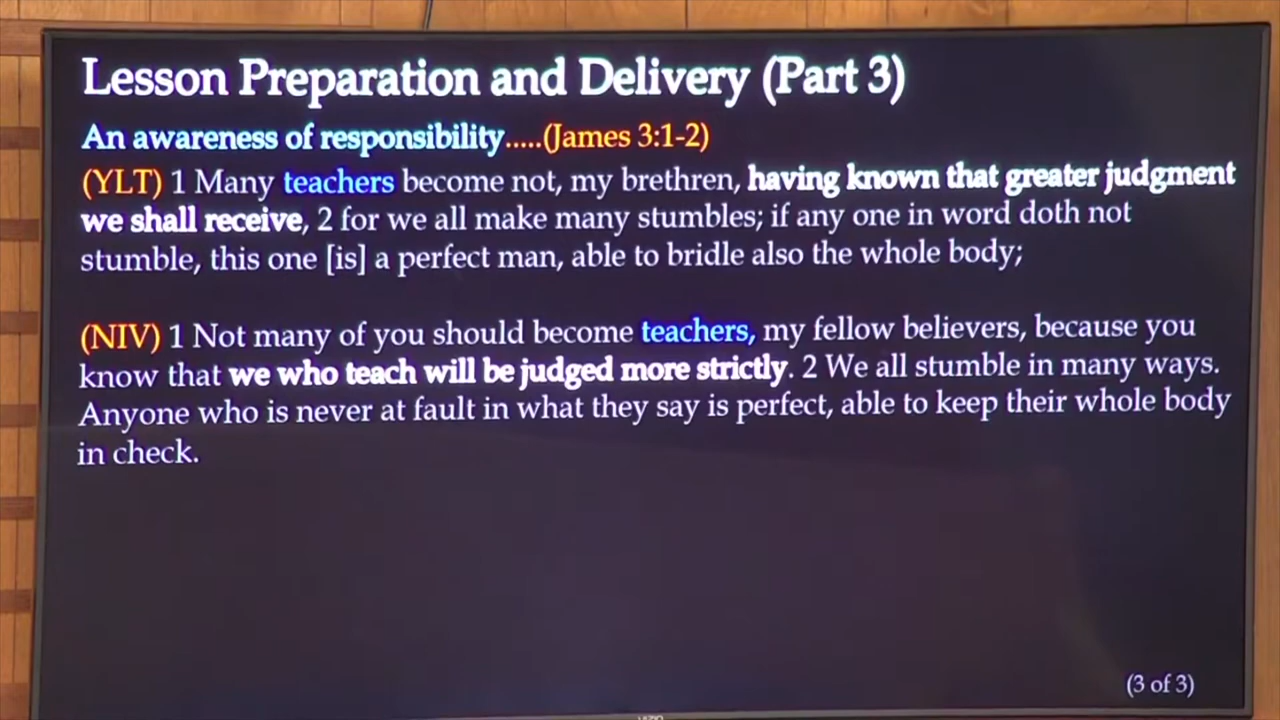 Lesson Preparation and Delivery (Part 3)
An awareness of responsibility.....(James 3:1-2)
(YLT) 1 Many teachers become not, my brethren, having known that greater judgment
we shall receive, 2 for we all make many stumbles; if any one in word doth not
stumble, this one [is] a perfect man, able to bridle also the whole body;
(NIV) 1 Not many of you should become teachers, my fellow believers, because you
know that we who teach will be judged more strictly. 2 We all stumble in many ways.
Anyone who is never at fault in what they say is perfect, able to keep their whole body
in check.
(3 of 3)
VIZIO